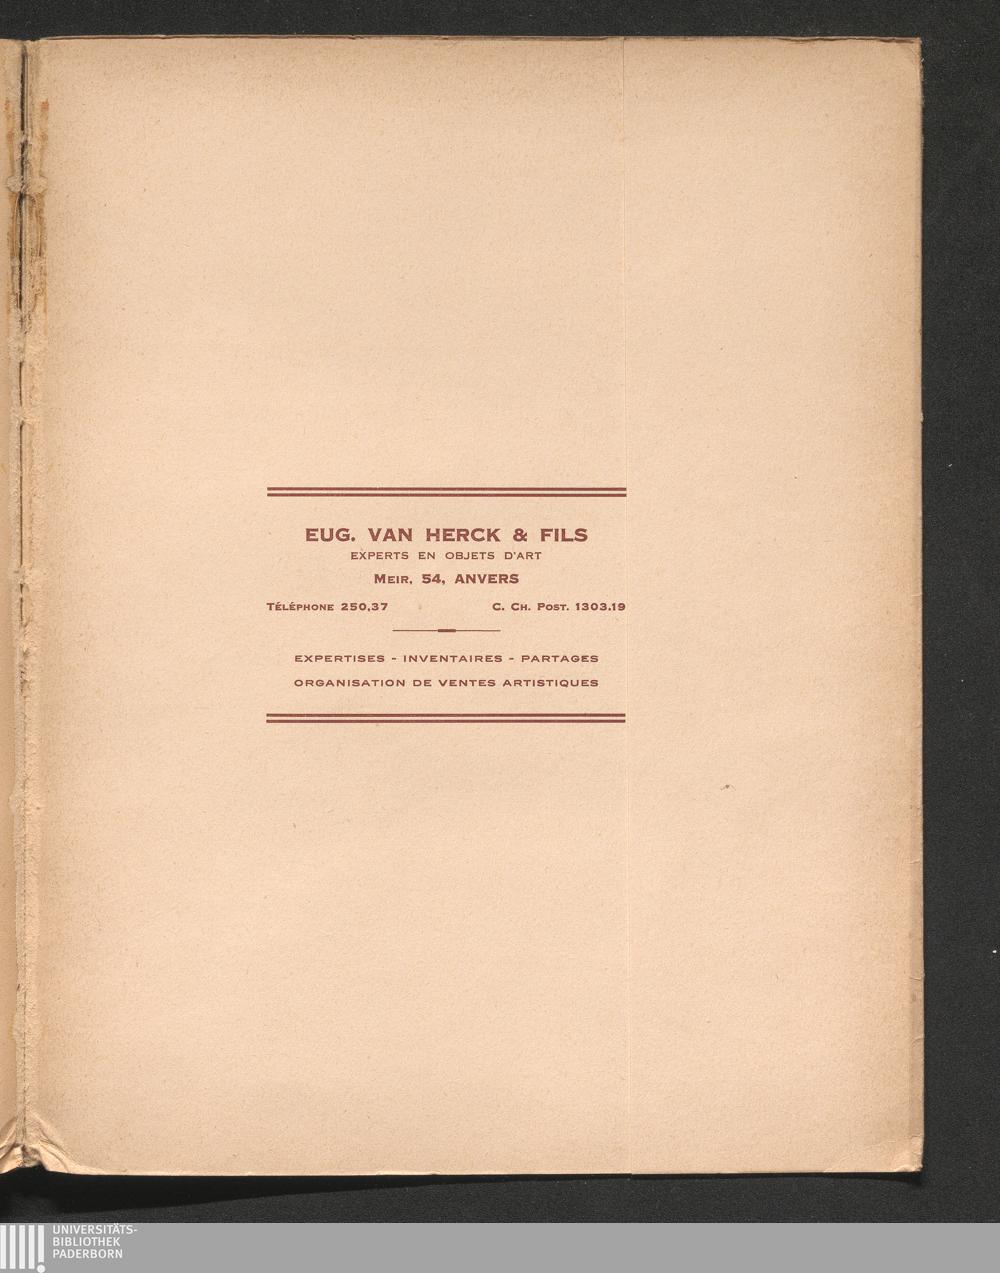 EUG. VAN HERCK & FILS
EXPERTS EN OBJETS D'ART
MEIR, 54, ANVERS
TÉLÉPHONE 250,37 C. CH. POST. 1303.19
EXPERTISES - INVENTAIRES - PARTAGES
ORGANISATION DE VENTES ARTISTIQUES
UNIVERSITÄTS-
BIBLIOTHEK
PADERBORN